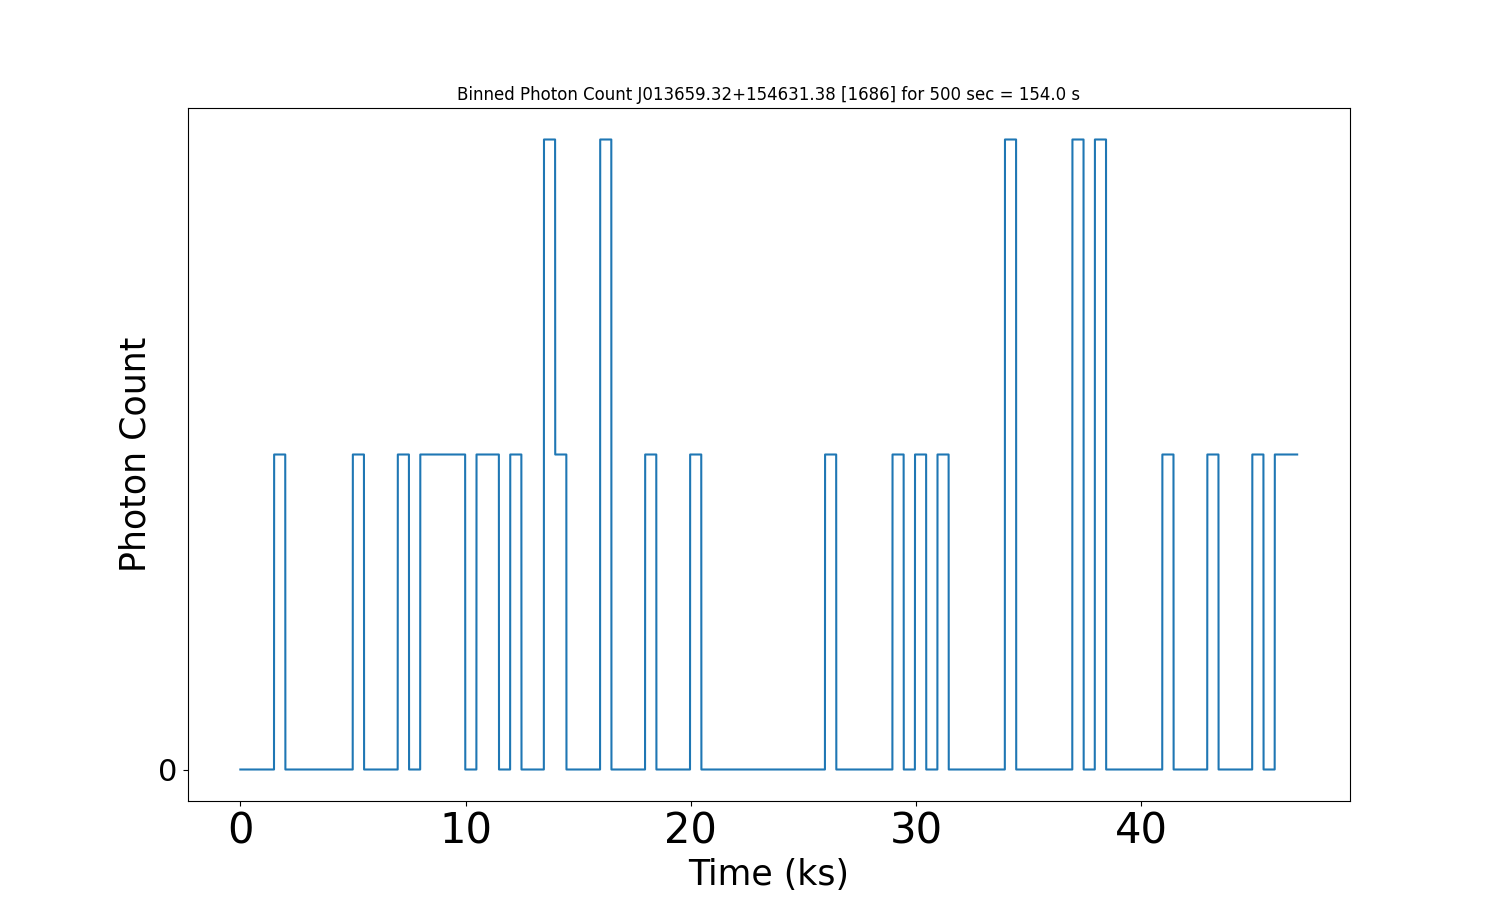 Binned Photon Count J013659.32+154631.38 [1686] for 500 sec = 154.0 s
Photon Count
0
0 10 20 30 40
Time (ks)